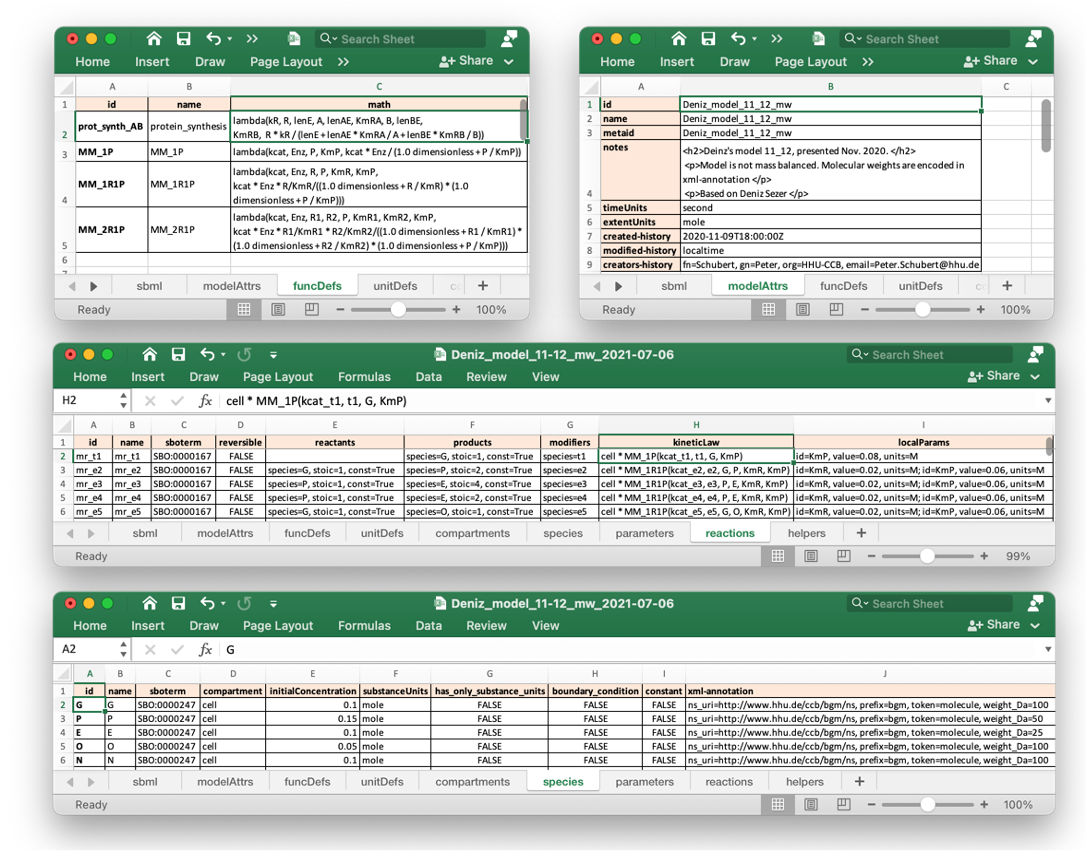 Search Sheet
Home Insert Draw Page Layout Share
A B C
1 id name math
2 prot_synth_AB protein_synthesis lambda(kR, R, lenE, A, lenAE, KmRA, B, lenBE,
KmRB, R * kR / (lenE + lenAE * KmRA / A + lenBE * KmRB / B))
3 MM_1P MM_1P lambda(kcat, Enz, P, KmP, kcat * Enz / (1.0 dimensionless + P / KmP))
4 MM_1R1P MM_1R1P lambda(kcat, Enz, R, P, KmR, KmP,
kcat * Enz * R/KmR/((1.0 dimensionless + R / KmR) * (1.0
dimensionless + P / KmP)))
5 MM_2R1P MM_2R1P lambda(kcat, Enz, R1, R2, P, KmR1, KmR2, KmP,
kcat * Enz * R1/KmR1 * R2/KmR2/((1.0 dimensionless + R1 / KmR1) *
(1.0 dimensionless + R2 / KmR2) * (1.0 dimensionless + P / KmP)))
6
sbml modelAttrs funcDefs unitDefs
Ready 100%
Search Sheet
Home Insert Draw Page Layout Share
A B C
1 id Deniz_model_11_12_mw
2 name Deniz_model_11_12_mw
3 metaid Deniz_model_11_12_mw
4 notes <h2>Deinz's model 11_12, presented Nov. 2020. </h2>
<p>Model is not mass balanced. Molecular weights are encoded in
xml-annotation </p>
<p>Based on Deniz Sezer </p>
5 timeUnits second
6 extentUnits mole
7 created-history 2020-11-09T18:00:00Z
8 modified-history localtime
9 creators-history fn=Schubert, gn=Peter, org=HHU-CCB, email=Peter.Schubert@hhu.de
sbml modelAttrs funcDefs unitDefs
Ready 100%
Deniz_model_11-12_mw_2021-07-06 Search Sheet
Home Insert Draw Page Layout Formulas Data Review View Share
H2 fx cell * MM_1P(kcat_t1, t1, G, KmP)
A B C D E F G H I
1 id name sboterm reversible reactants products modifiers kineticLaw localParams
2 mr_t1 mr_t1 SBO:0000167 FALSE species=G, stoic=1, const=True species=t1 cell * MM_1P(kcat_t1, t1, G, KmP) id=KmP, value=0.08, units=M
3 mr_e2 mr_e2 SBO:0000167 FALSE species=G, stoic=1, const=True species=P, stoic=2, const=True species=e2 cell * MM_1R1P(kcat_e2, e2, G, P, KmR, KmP) id=KmR, value=0.02, units=M; id=KmP, value=0.06, units=M
4 mr_e3 mr_e3 SBO:0000167 FALSE species=P, stoic=1, const=True species=E, stoic=4, const=True species=e3 cell * MM_1R1P(kcat_e3, e3, P, E, KmR, KmP) id=KmR, value=0.02, units=M; id=KmP, value=0.06, units=M
5 mr_e4 mr_e4 SBO:0000167 FALSE species=P, stoic=1, const=True species=E, stoic=2, const=True species=e4 cell * MM_1R1P(kcat_e4, e4, P, E, KmR, KmP) id=KmR, value=0.02, units=M; id=KmP, value=0.06, units=M
6 mr_e5 mr_e5 SBO:0000167 FALSE species=G, stoic=1, const=True species=O, stoic=1, const=True species=e5 cell * MM_1R1P(kcat_e5, e5, G, O, KmR, KmP) id=KmR, value=0.02, units=M; id=KmP, value=0.06, units=M
sbml modelAttrs funcDefs unitDefs compartments species parameters reactions helpers
Ready 99%
Deniz_model_11-12_mw_2021-07-06 Search Sheet
Home Insert Draw Page Layout Formulas Data Review View Share
A2 fx G
A B C D E F G H I J
1 id name sboterm compartment initialConcentration substanceUnits has_only_substance_units boundary_condition constant xml-annotation
2 G G SBO:0000247 cell 0.1 mole FALSE FALSE FALSE ns_uri=http://www.hhu.de/ccb/bgm/ns, prefix=bgm, token=molecule, weight_Da=100
3 P P SBO:0000247 cell 0.15 mole FALSE FALSE FALSE ns_uri=http://www.hhu.de/ccb/bgm/ns, prefix=bgm, token=molecule, weight_Da=50
4 E E SBO:0000247 cell 0.1 mole FALSE FALSE FALSE ns_uri=http://www.hhu.de/ccb/bgm/ns, prefix=bgm, token=molecule, weight_Da=25
5 O O SBO:0000247 cell 0.05 mole FALSE FALSE FALSE ns_uri=http://www.hhu.de/ccb/bgm/ns, prefix=bgm, token=molecule, weight_Da=100
6 N N SBO:0000247 cell 0.1 mole FALSE FALSE FALSE ns_uri=http://www.hhu.de/ccb/bgm/ns, prefix=bgm, token=molecule, weight_Da=100
sbml modelAttrs funcDefs unitDefs compartments species parameters reactions helpers
Ready 100%